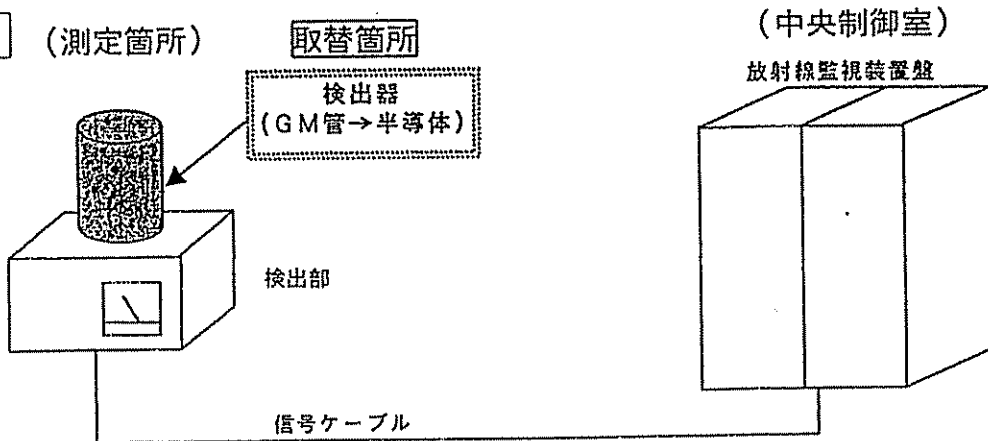 (測定箇所)
取替箇所
(中央制御室)
放射線監視装置盤
検出器
(GM管→半導体)
検出部
信号ケーブル